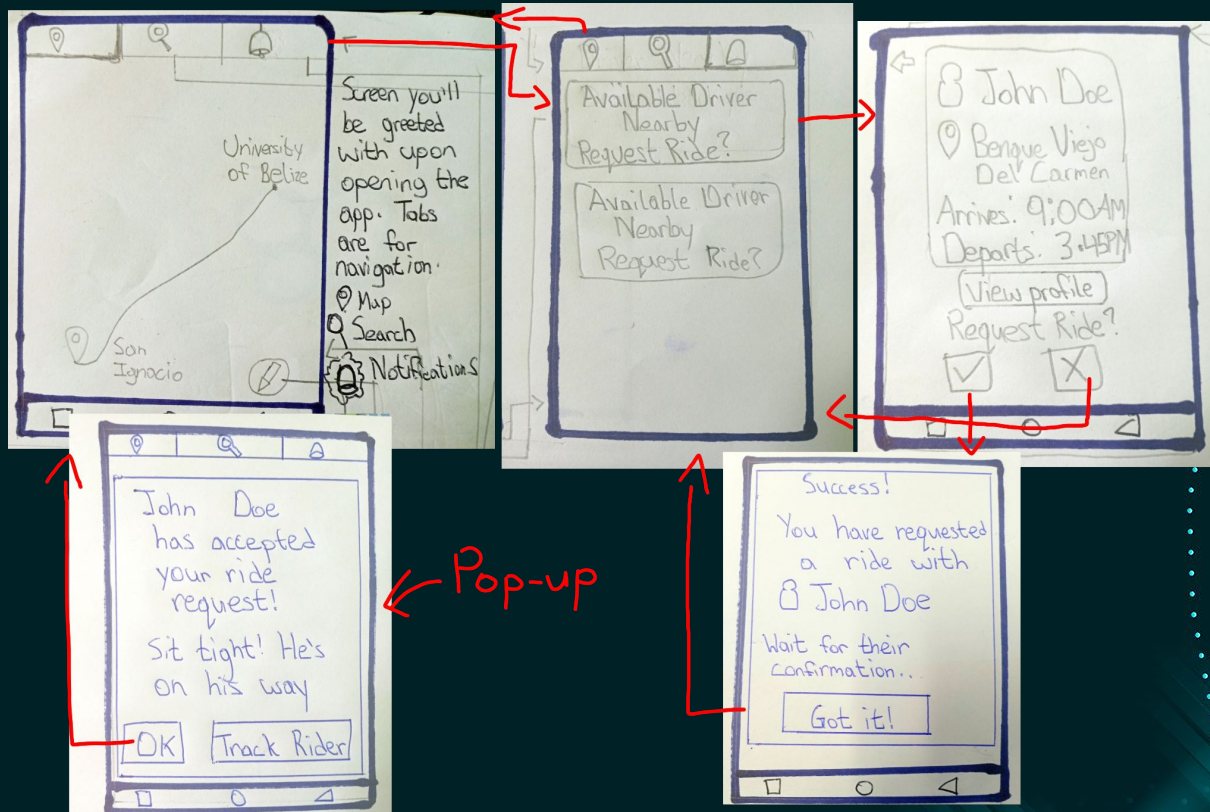 University
of Belize
San
Ignocio
Screen you'll
be greeted
with upon
opening the
app. Tabs
are for
navigation.
Map
Search
Notifications
Available Driver
Nearby
Request Ride?
Available Driver
Nearby
Request Ride?
John Doe
Benque Viejo
Del Carmen
Arrives: 9:00AM
Departs: 3:45PM
View profile
Request Ride?
John Doe
has accepted
your ride
request!
Sit tight! He's
on his way
OK
Track Rider
Pop-up
Success!
You have requested
a ride with
John Doe
Wait for their
confirmation...
Got it!